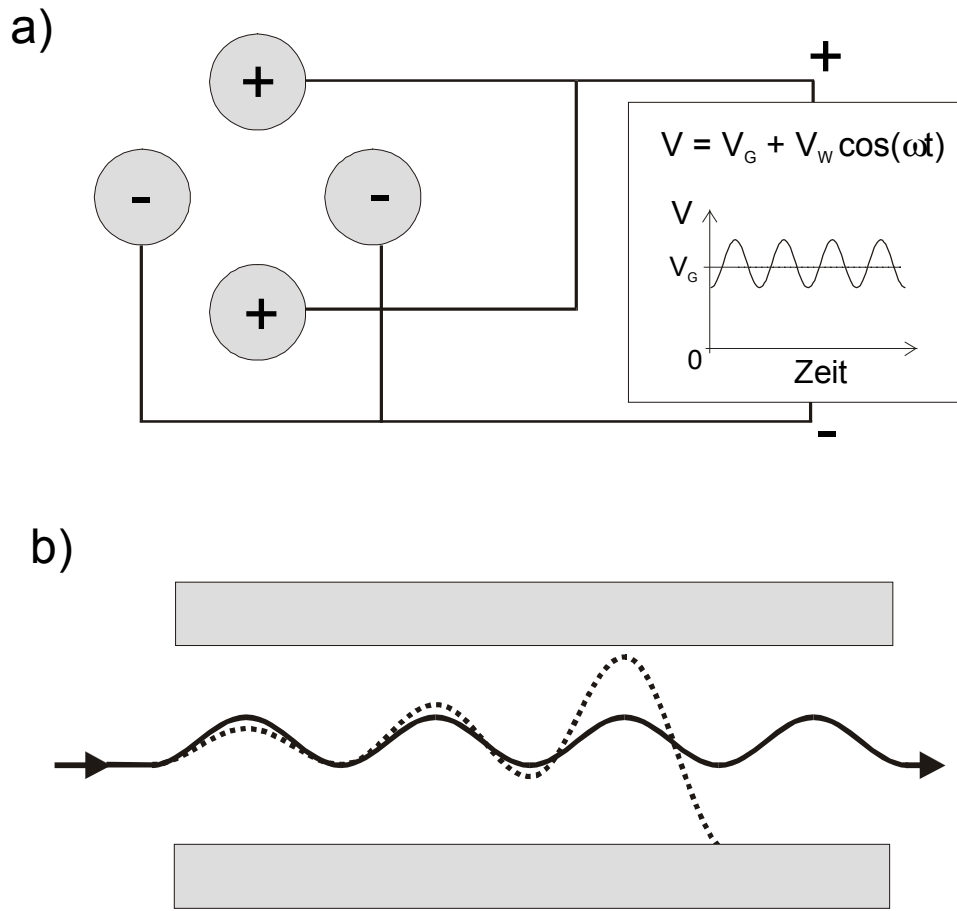 a)
+
+
-
-
+
V = V_G + V_W cos(ωt)
V
V_G
0
Zeit
-
b)